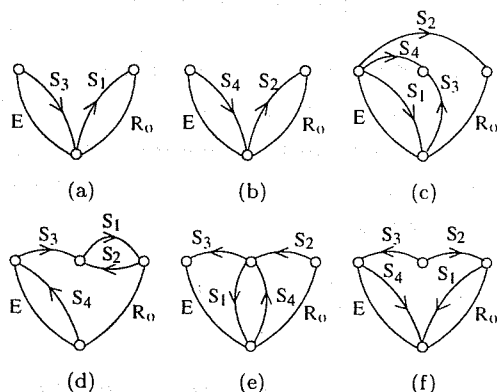 S3 S1
E R0
(a)
S4 S2
E R0
(b)
S2
S4
S1 S3
E R0
(c)
S1
S3 S2
S4
E R0
(d)
S3 S2
S1 S4
E R0
(e)
S3 S2
S4 S1
E R0
(f)